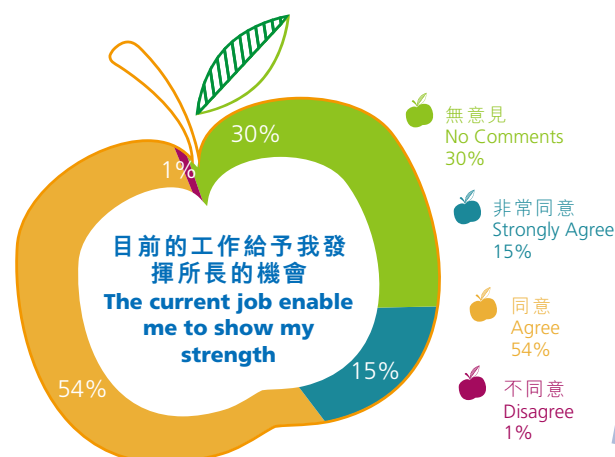 30%
1%
目前的工作給予我發
揮所長的機會
The current job enable
me to show my
strength
54%
15%
無意見
No Comments
30%
非常同意
Strongly Agree
15%
同意
Agree
54%
不同意
Disagree
1%